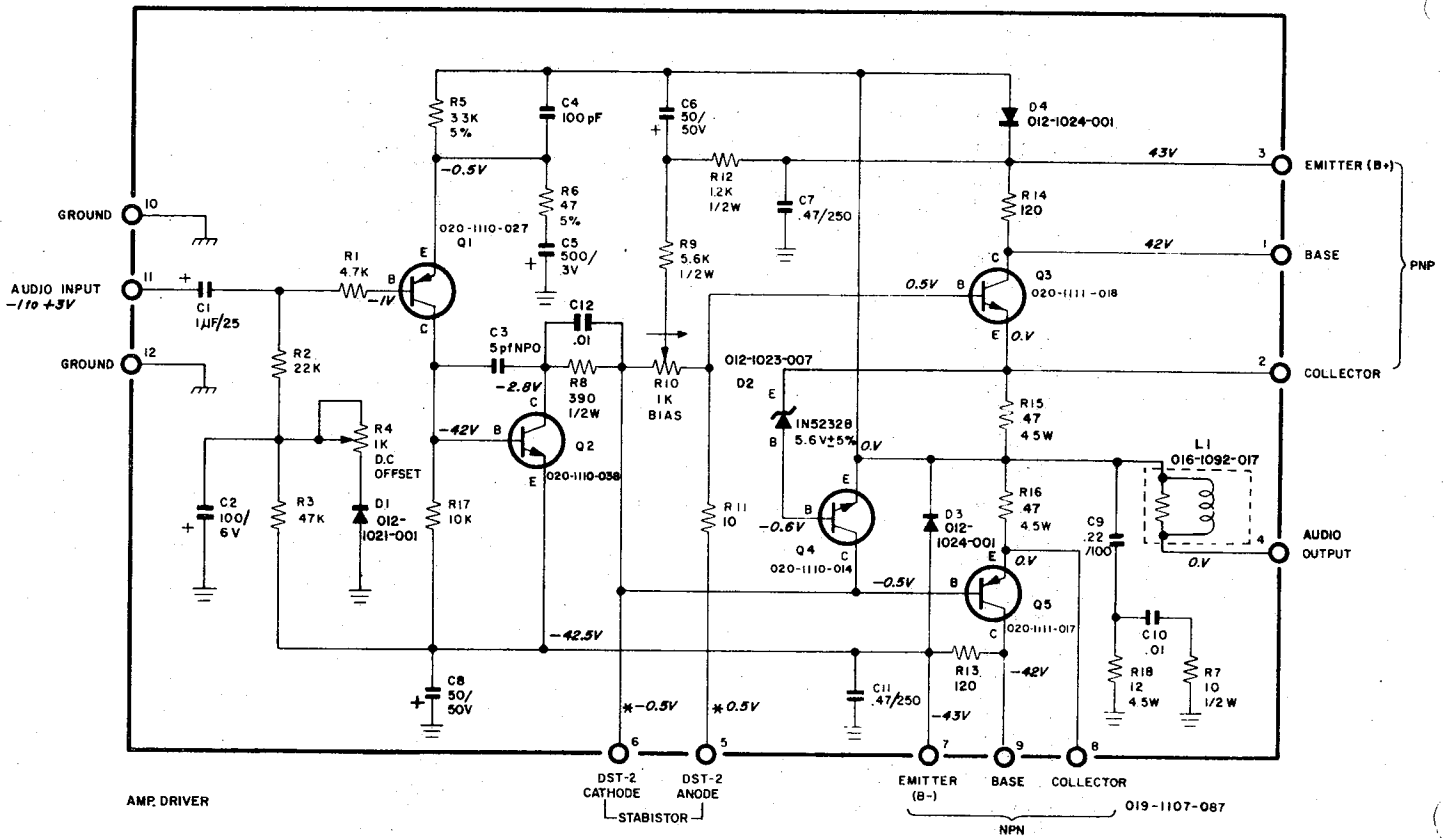 R5
3.3K
5%
C4
100pF
C6
50/
50V
+
D4
012-1024-001
-0.5V
43V
3
EMITTER (B+)
R12
1.2K
1/2W
R6
47
5%
C7
.47/250
R14
120
10
GROUND
020-1110-027
Q1
C5
500/
3V
+
R9
5.6K
1/2W
42V
1
BASE
PNP
11
AUDIO INPUT
-1 to +3V
+
C1
1µF/25
R1
4.7K
-1V
B
E
C
0.5V
B
C
E
Q3
020-1111-018
0.V
12
GROUND
R2
22K
C3
5pfNPO
C12
.01
-2.8V
R8
390
1/2W
R10
1K
BIAS
012-1023-007
D2
E
B
IN5232B
5.6V±5%
2
COLLECTOR
R15
47
4.5W
L1
016-1092-017
R4
1K
D.C
OFFSET
-42V
B
C
E
Q2
020-1110-038
0.V
C2
100/
6V
+
R3
47K
D1
012-
1021-001
R17
10K
R11
10
-0.6V
B
E
C
Q4
020-1110-014
D3
012-
1024-001
R16
47
4.5W
C9
.22
/100
4
AUDIO
OUTPUT
0.V
-0.5V
B
E
C
0.V
Q5
020-1111-017
-42.5V
R13
120
-42V
C10
.01
R18
12
4.5W
R7
10
1/2W
C8
50/
50V
+
C11
.47/250
*-0.5V
*0.5V
-43V
6
5
7
9
8
DST-2
CATHODE
DST-2
ANODE
STABISTOR
EMITTER
(B-)
BASE
COLLECTOR
NPN
019-1107-087
AMP. DRIVER